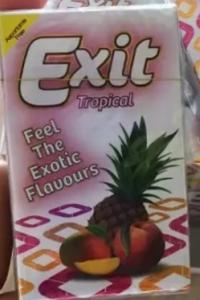 Exit
Tropical
Feel
The
Exotic
Flavours